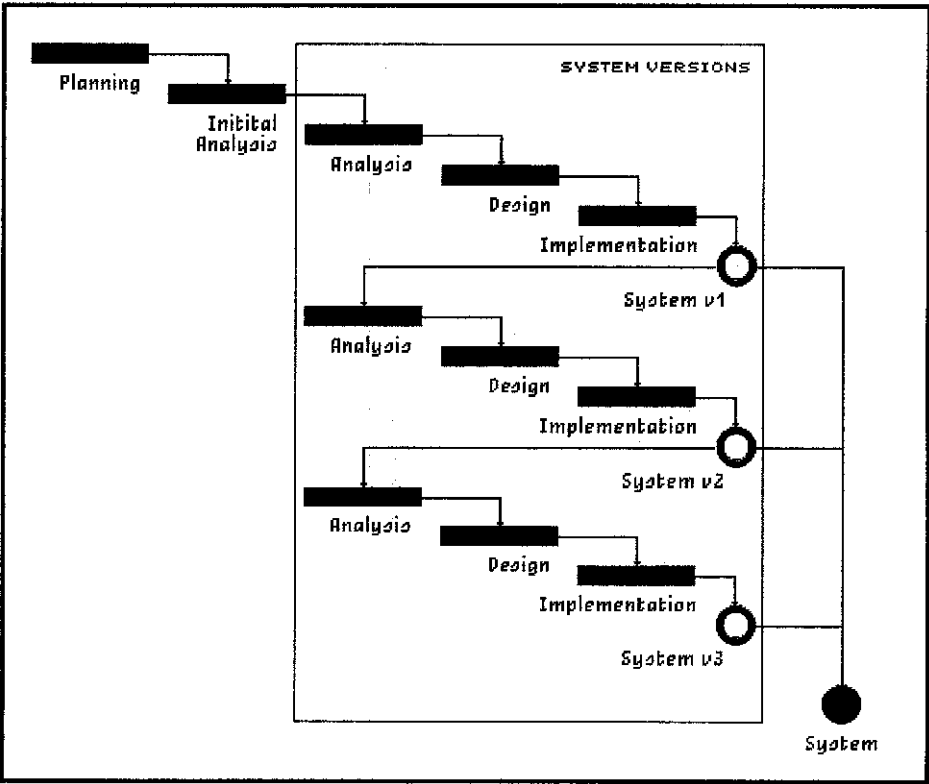 Planning
SYSTEM VERSIONS
Initital
Analysis
Analysis
Design
Implementation
System v1
Analysis
Design
Implementation
System v2
Analysis
Design
Implementation
System v3
System